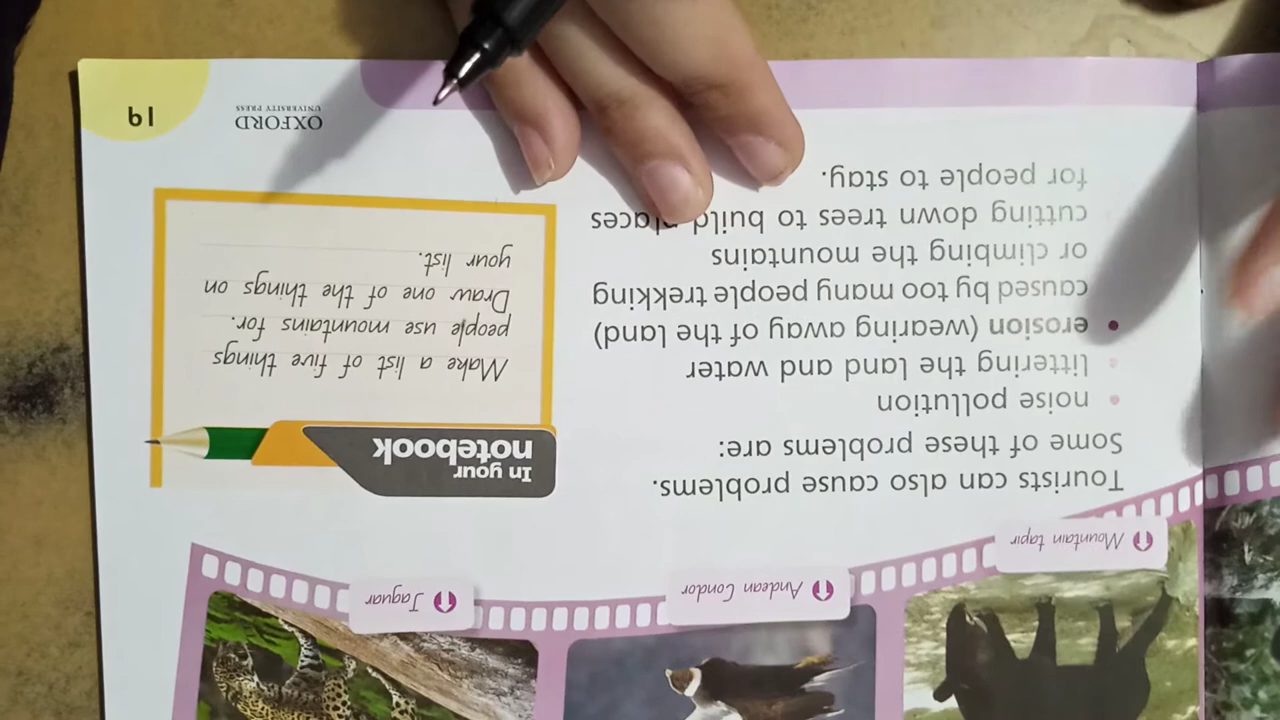 Mountain tapir
Andean Condor
Jaguar
Tourists can also cause problems.
Some of these problems are:
• noise pollution
• littering the land and water
• erosion (wearing away of the land)
caused by too many people trekking
or climbing the mountains
• cutting down trees to build places
for people to stay.
In your
notebook
Make a list of five things
people use mountains for.
Draw one of the things on
your list.
OXFORD
UNIVERSITY PRESS
19